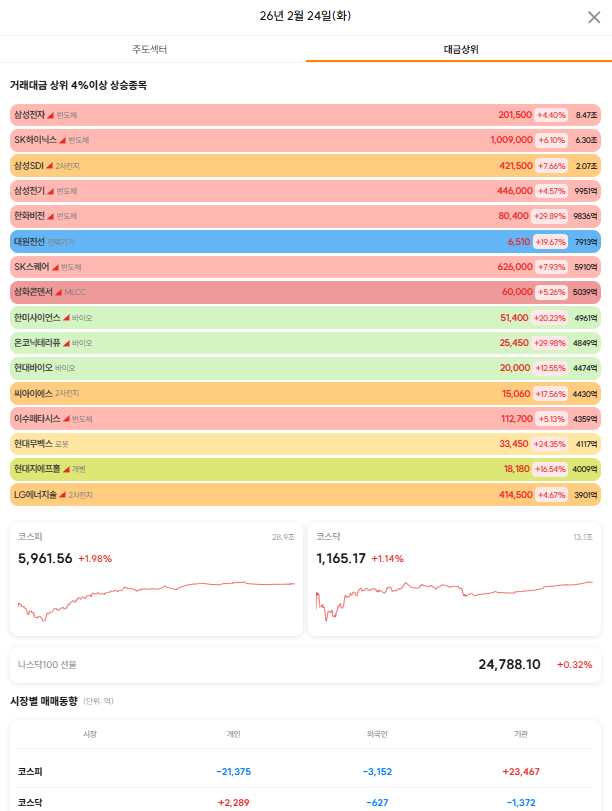 26년 2월 24일(화)
주도섹터 대금상위
거래대금 상위 4%이상 상승종목
삼성전자 반도체 201,500 +4.40% 8.47조
SK하이닉스 반도체 1,009,000 +6.10% 6.30조
삼성SDI 2차전지 421,500 +7.66% 2.07조
삼성전기 반도체 446,000 +4.57% 9951억
한화비전 반도체 80,400 +29.89% 9836억
대원전선 전력기기 6,510 +19.67% 7913억
SK스퀘어 반도체 626,000 +7.93% 5910억
삼화콘덴서 MLCC 60,000 +5.26% 5039억
한미사이언스 바이오 51,400 +20.23% 4961억
온코닉테라퓨 바이오 25,450 +29.98% 4849억
현대바이오 바이오 20,000 +12.55% 4474억
씨아이에스 2차전지 15,060 +17.56% 4430억
이수페타시스 반도체 112,700 +5.13% 4359억
현대무벡스 로봇 33,450 +24.35% 4117억
현대지에프홀 개별 18,180 +16.54% 4009억
LG에너지솔 2차전지 414,500 +4.67% 3901억
코스피 28.9조
5,961.56 +1.98%
코스닥 13.1조
1,165.17 +1.14%
나스닥100 선물 24,788.10 +0.32%
시장별 매매동향 (단위: 억)
시장 개인 외국인 기관
코스피 -21,375 -3,152 +23,467
코스닥 +2,289 -627 -1,372